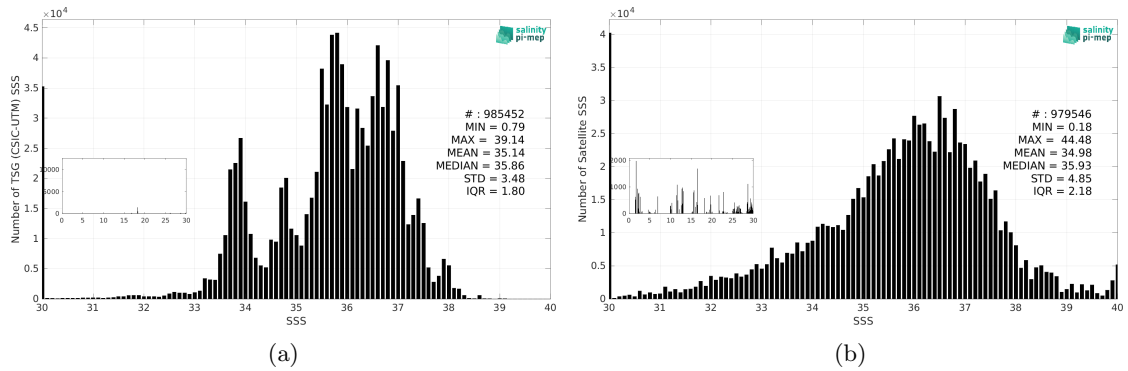 ×10⁴
4.5
4
3.5
3
2.5
2
1.5
1
0.5
0
Number of TSG (CSIC-UTM) SSS
salinity
pi-mep
# : 985452
MIN = 0.79
MAX = 39.14
MEAN = 35.14
MEDIAN = 35.86
STD = 3.48
IQR = 1.80
10000
5000
0
0 5 10 15 20 25 30
30 31 32 33 34 35 36 37 38 39 40
SSS
(a)
×10⁴
4
3.5
3
2.5
2
1.5
1
0.5
0
Number of Satellite SSS
salinity
pi-mep
# : 979546
MIN = 0.18
MAX = 44.48
MEAN = 34.98
MEDIAN = 35.93
STD = 4.85
IQR = 2.18
2000
1000
0
0 5 10 15 20 25 30
30 31 32 33 34 35 36 37 38 39 40
SSS
(b)